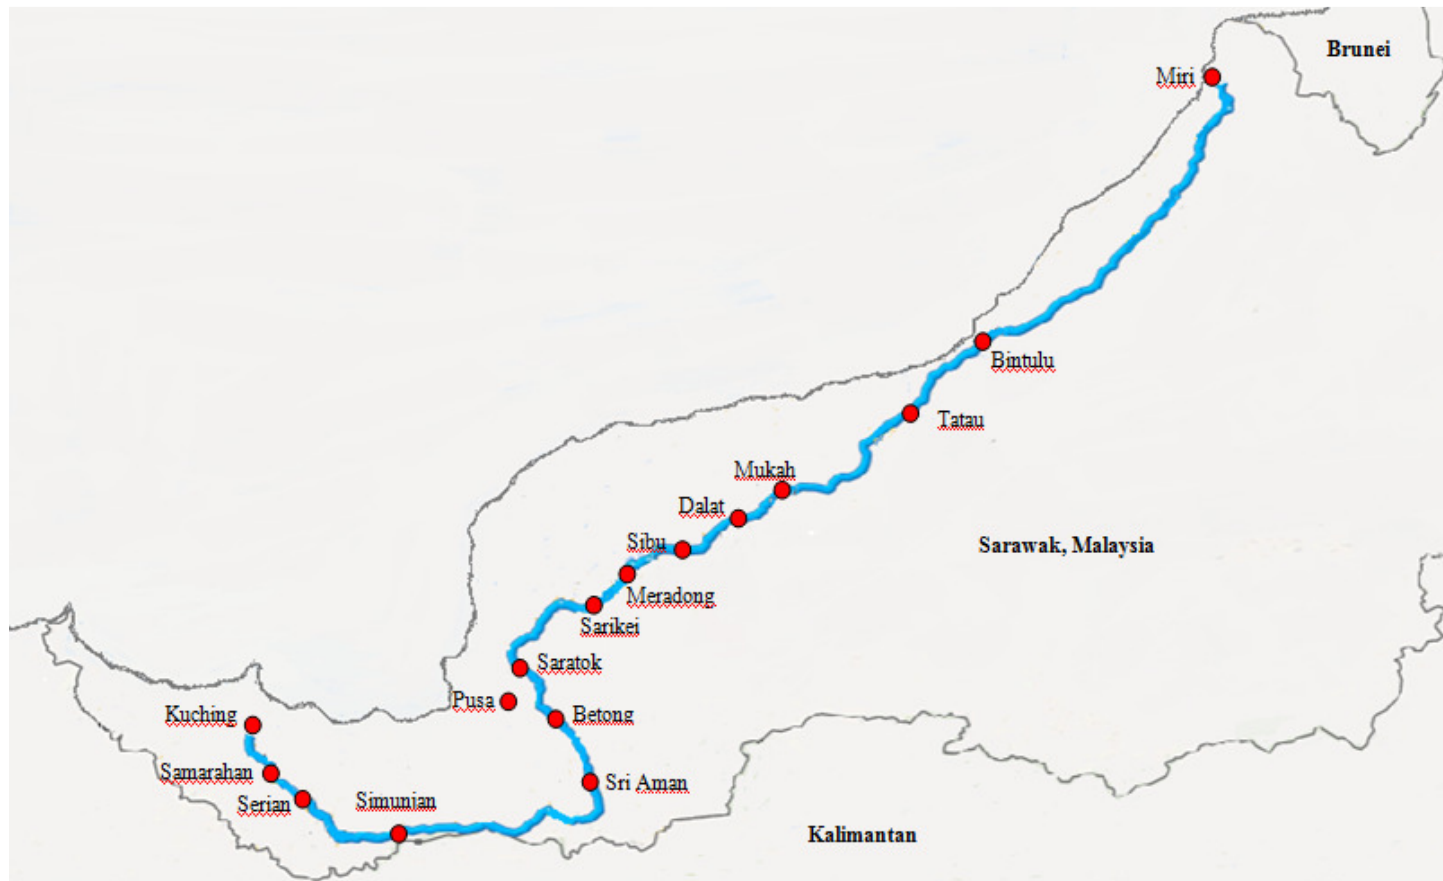 Brunei
Miri
Bintulu
Tatau
Mukah
Dalat
Sibu
Sarawak, Malaysia
Meradong
Sarikei
Saratok
Pusa
Betong
Kuching
Samarahan
Sri Aman
Serian
Simunjan
Kalimantan